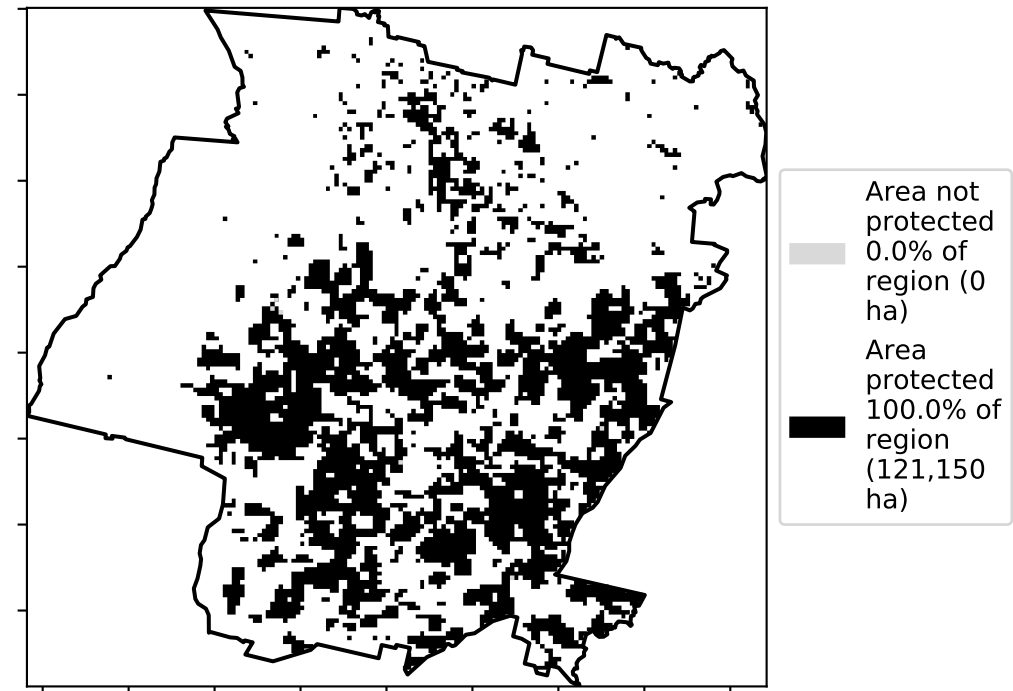 Area not
protected
0.0% of
region (0
ha)
Area
protected
100.0% of
region
(121,150
ha)